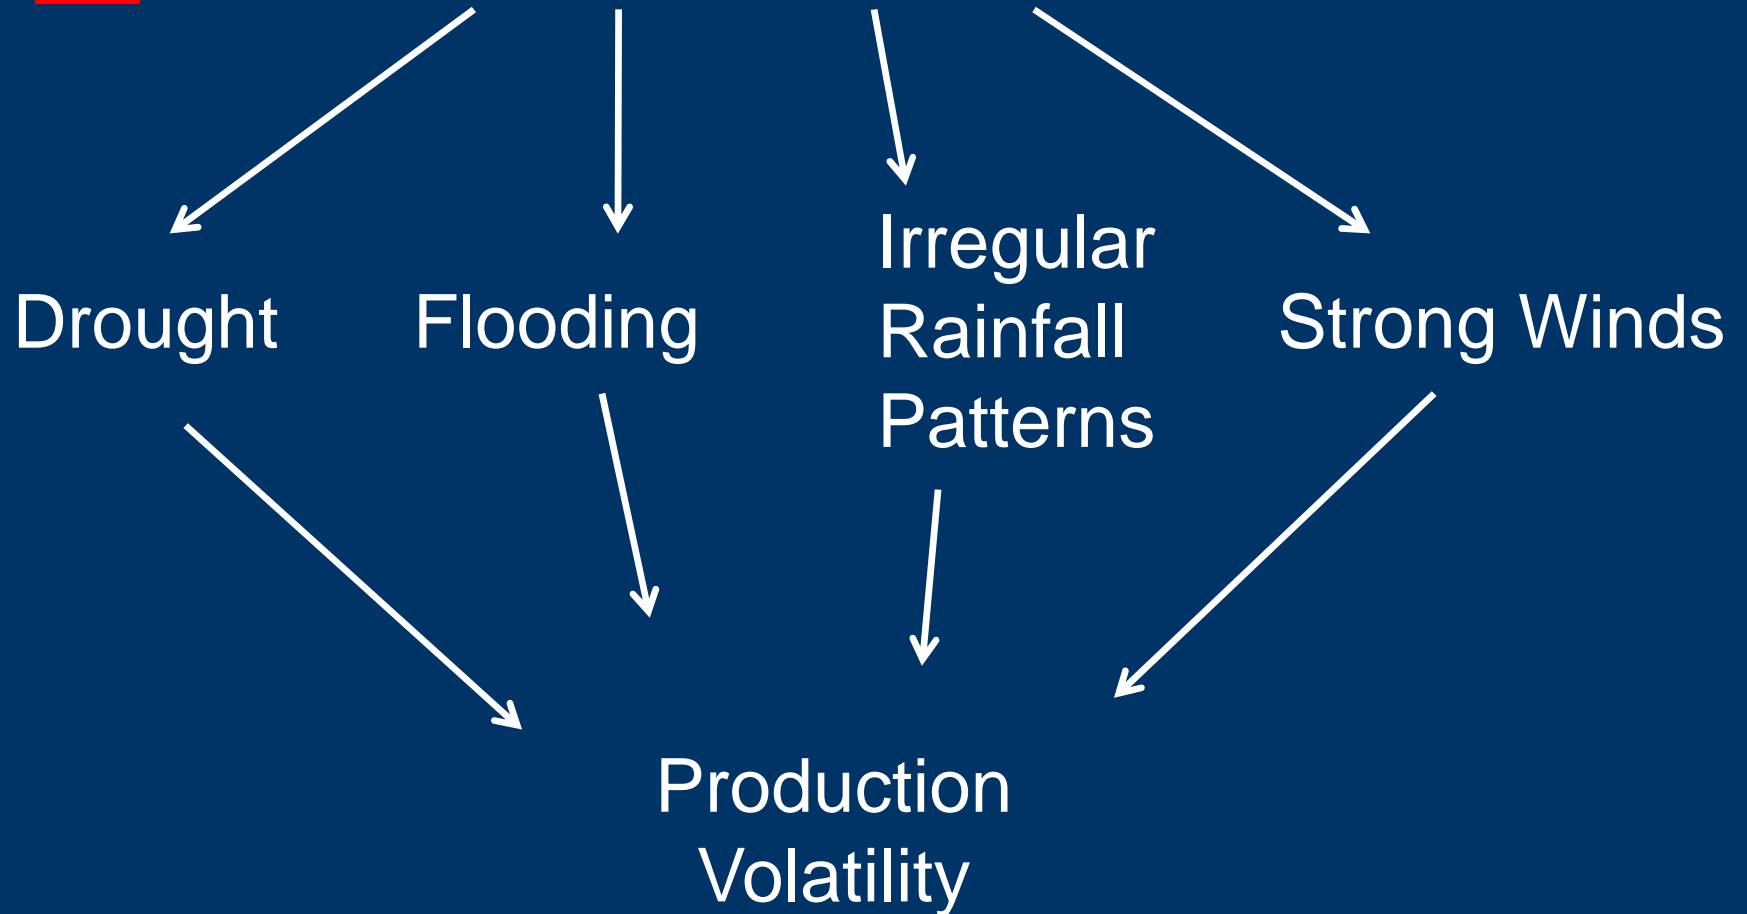 Drought
Flooding
Irregular
Rainfall
Patterns
Strong Winds
Production
Volatility